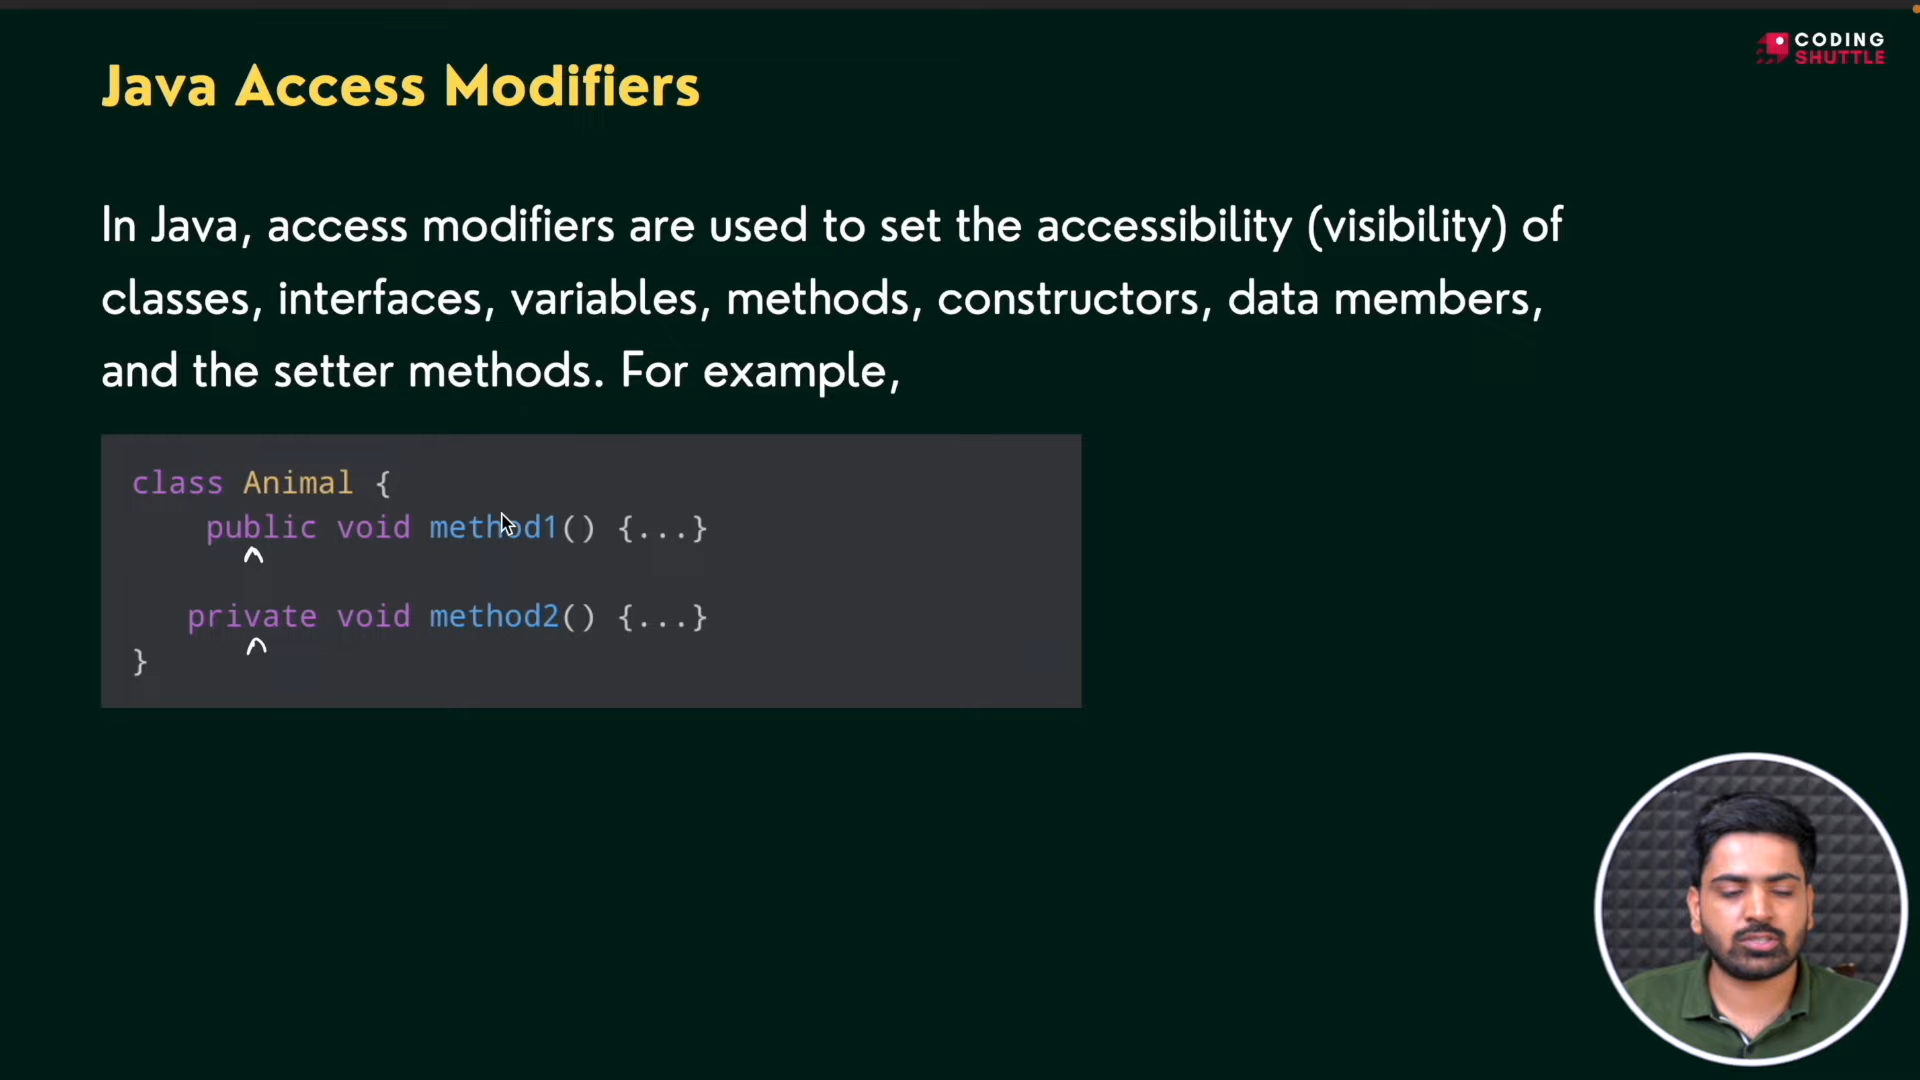 CODING
SHUTTLE
Java Access Modifiers
In Java, access modifiers are used to set the accessibility (visibility) of
classes, interfaces, variables, methods, constructors, data members,
and the setter methods. For example,
class Animal {
public void method1() {...}
private void method2() {...}
}